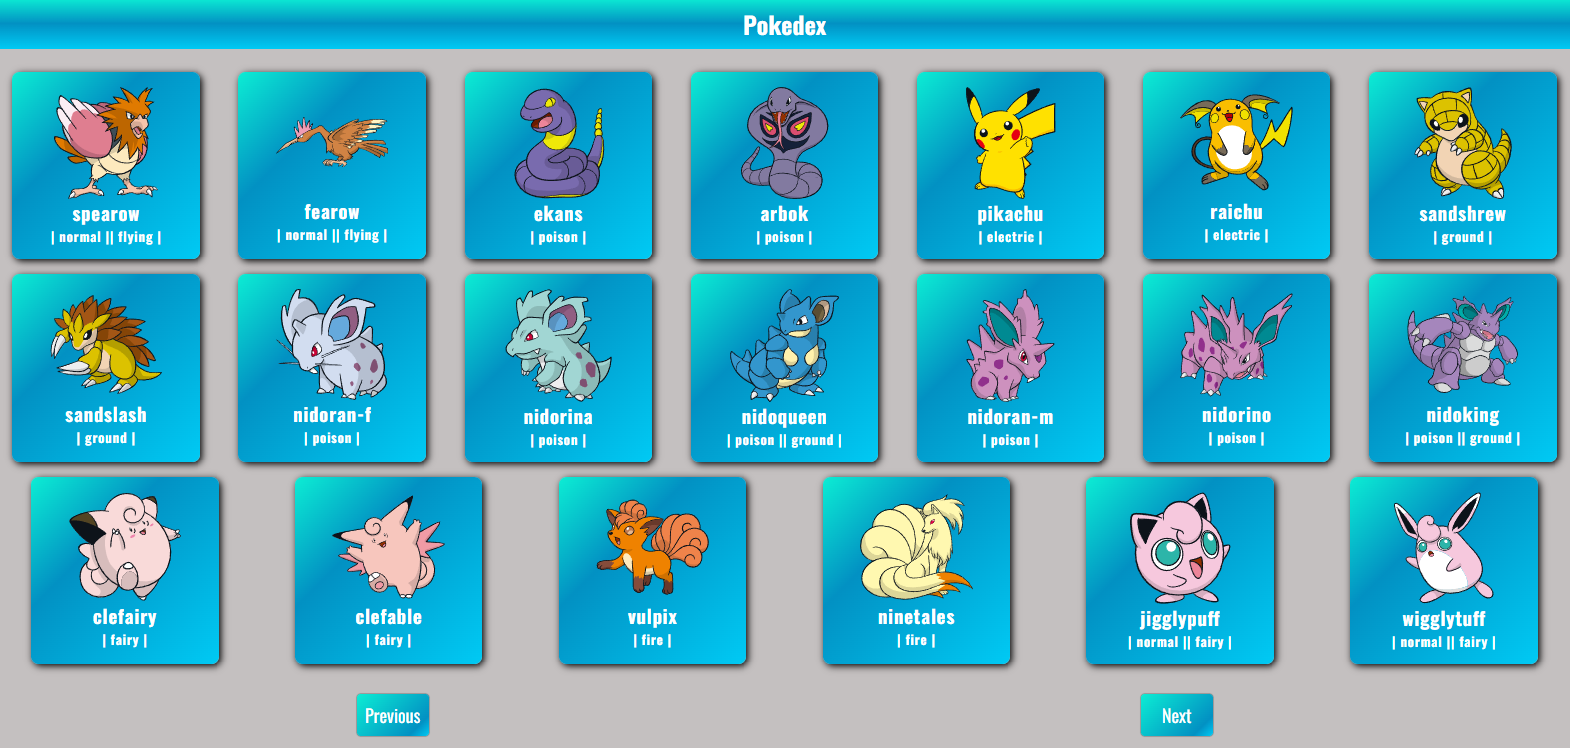 Pokedex
spearow
| normal || flying |
fearow
| normal || flying |
ekans
| poison |
arbok
| poison |
pikachu
| electric |
raichu
| electric |
sandshrew
| ground |
sandslash
| ground |
nidoran-f
| poison |
nidorina
| poison |
nidoqueen
| poison || ground |
nidoran-m
| poison |
nidorino
| poison |
nidoking
| poison || ground |
clefairy
| fairy |
clefable
| fairy |
vulpix
| fire |
ninetales
| fire |
jigglypuff
| normal || fairy |
wigglytuff
| normal || fairy |
Previous
Next